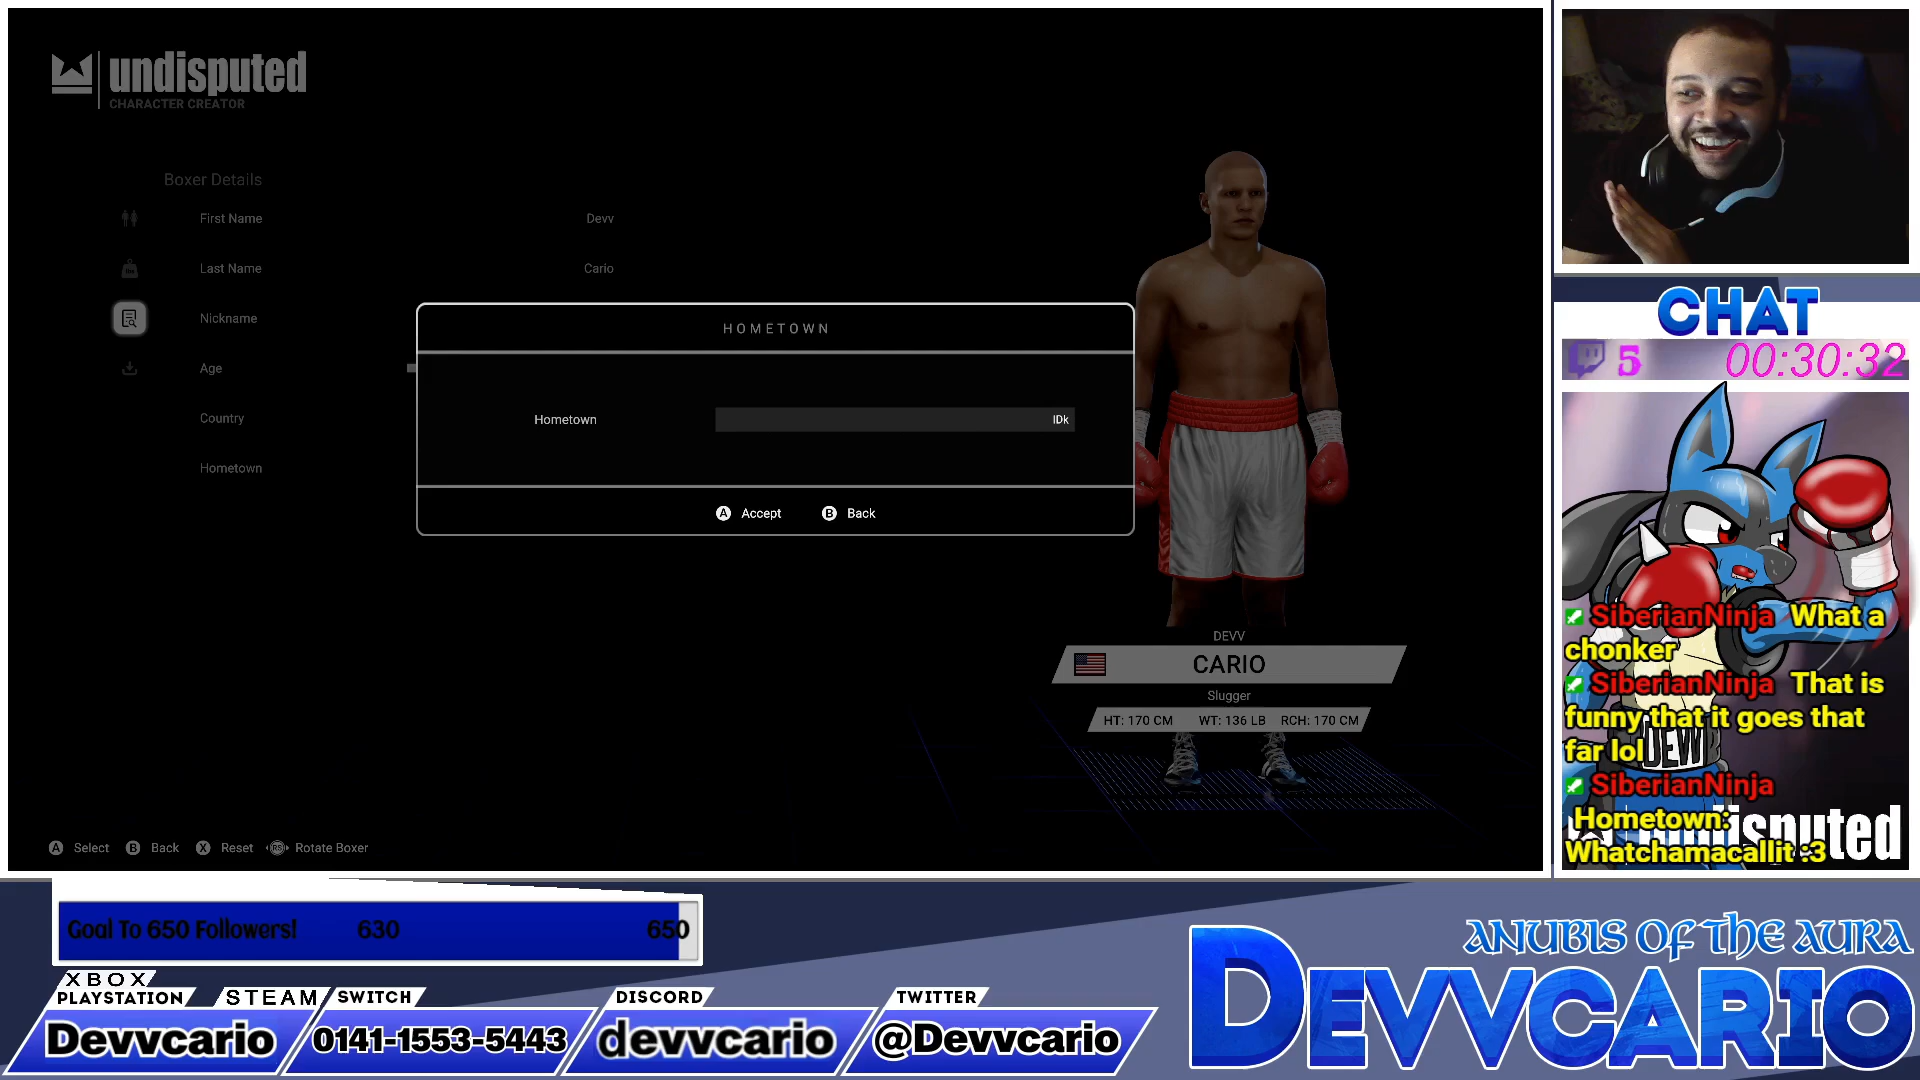 undisputed
CHARACTER CREATOR
Boxer Details
First Name Devv
Last Name Cario
Nickname
Age
Country
Hometown
HOMETOWN
Hometown IDk
A Accept B Back
DEVV
CARIO
Slugger
HT: 170 CM WT: 136 LB RCH: 170 CM
A Select B Back X Reset RS Rotate Boxer
CHAT
5 00:30:32
SiberianNinja What a
chonker
SiberianNinja That is
funny that it goes that
far lol
DEVV
SiberianNinja
Hometown:
Whatchamacallit :3
undisputed
Goal To 650 Followers! 630 650
XBOX
PLAYSTATION STEAM SWITCH DISCORD TWITTER
Devvcario 0141-1553-5443 devvcario @Devvcario
ANUBIS OF THE AURA
DEVVCARIO